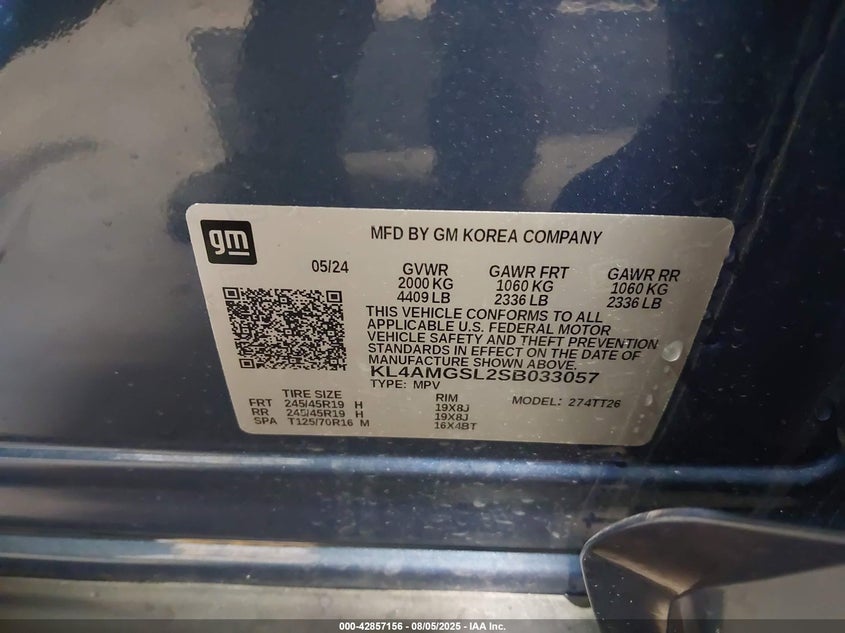 gm
MFD BY GM KOREA COMPANY
05/24 GVWR GAWR FRT GAWR RR
2000 KG 1060 KG 1060 KG
4409 LB 2336 LB 2336 LB
THIS VEHICLE CONFORMS TO ALL
APPLICABLE U.S. FEDERAL MOTOR
VEHICLE SAFETY AND THEFT PREVENTION
STANDARDS IN EFFECT ON THE DATE OF
MANUFACTURE SHOWN ABOVE.
KL4AMGSL2SB033057
TYPE: MPV
TIRE SIZE RIM MODEL: 274TT26
FRT 245/45R19 H 19X8J
RR 245/45R19 H 19X8J
SPA T125/70R16 M 16X4BT
000-42857156 - 08/05/2025 - IAA Inc.